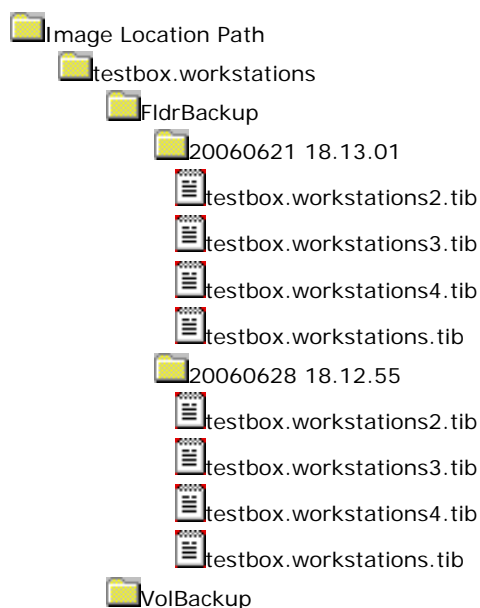 Image Location Path
testbox.workstations
FldrBackup
20060621 18.13.01
testbox.workstations2.tib
testbox.workstations3.tib
testbox.workstations4.tib
testbox.workstations.tib
20060628 18.12.55
testbox.workstations2.tib
testbox.workstations3.tib
testbox.workstations4.tib
testbox.workstations.tib
VolBackup